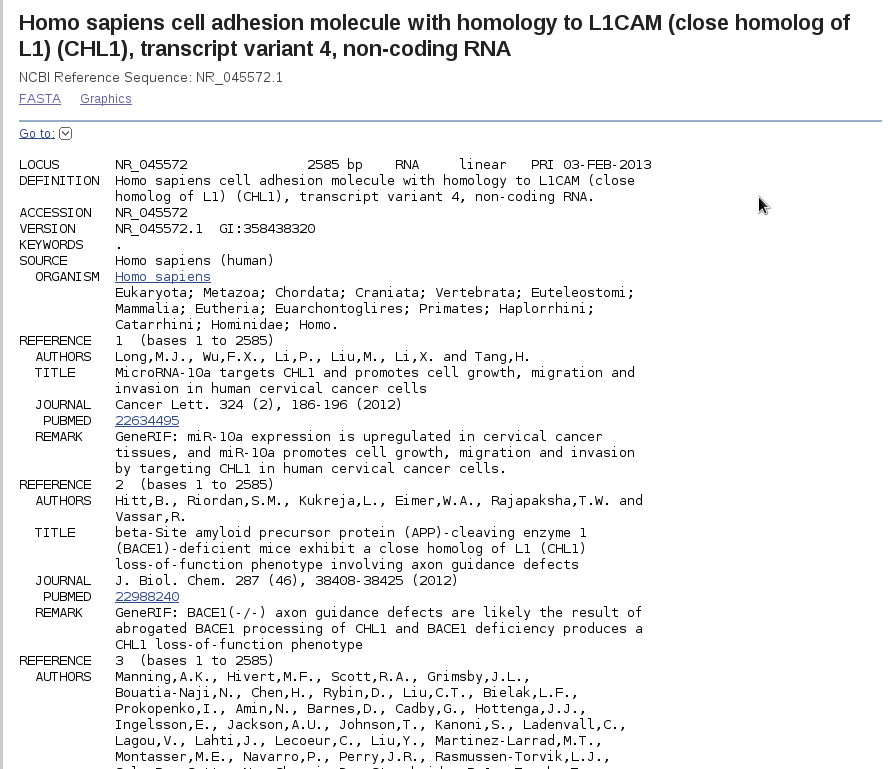 Homo sapiens cell adhesion molecule with homology to L1CAM (close homolog of
L1) (CHL1), transcript variant 4, non-coding RNA
NCBI Reference Sequence: NR_045572.1
FASTA Graphics
Go to:
LOCUS NR_045572 2585 bp RNA linear PRI 03-FEB-2013
DEFINITION Homo sapiens cell adhesion molecule with homology to L1CAM (close
homolog of L1) (CHL1), transcript variant 4, non-coding RNA.
ACCESSION NR_045572
VERSION NR_045572.1 GI:358438320
KEYWORDS .
SOURCE Homo sapiens (human)
ORGANISM Homo sapiens
Eukaryota; Metazoa; Chordata; Craniata; Vertebrata; Euteleostomi;
Mammalia; Eutheria; Euarchontoglires; Primates; Haplorrhini;
Catarrhini; Hominidae; Homo.
REFERENCE 1 (bases 1 to 2585)
AUTHORS Long,M.J., Wu,F.X., Li,P., Liu,M., Li,X. and Tang,H.
TITLE MicroRNA-10a targets CHL1 and promotes cell growth, migration and
invasion in human cervical cancer cells
JOURNAL Cancer Lett. 324 (2), 186-196 (2012)
PUBMED 22634495
REMARK GeneRIF: miR-10a expression is upregulated in cervical cancer
tissues, and miR-10a promotes cell growth, migration and invasion
by targeting CHL1 in human cervical cancer cells.
REFERENCE 2 (bases 1 to 2585)
AUTHORS Hitt,B., Riordan,S.M., Kukreja,L., Eimer,W.A., Rajapaksha,T.W. and
Vassar,R.
TITLE beta-Site amyloid precursor protein (APP)-cleaving enzyme 1
(BACE1)-deficient mice exhibit a close homolog of L1 (CHL1)
loss-of-function phenotype involving axon guidance defects
JOURNAL J. Biol. Chem. 287 (46), 38408-38425 (2012)
PUBMED 22988240
REMARK GeneRIF: BACE1(-/-) axon guidance defects are likely the result of
abrogated BACE1 processing of CHL1 and BACE1 deficiency produces a
CHL1 loss-of-function phenotype
REFERENCE 3 (bases 1 to 2585)
AUTHORS Manning,A.K., Hivert,M.F., Scott,R.A., Grimsby,J.L.,
Bouatia-Naji,N., Chen,H., Rybin,D., Liu,C.T., Bielak,L.F.,
Prokopenko,I., Amin,N., Barnes,D., Cadby,G., Hottenga,J.J.,
Ingelsson,E., Jackson,A.U., Johnson,T., Kanoni,S., Ladenvall,C.,
Lagou,V., Lahti,J., Lecoeur,C., Liu,Y., Martinez-Larrad,M.T.,
Montasser,M.E., Navarro,P., Perry,J.R., Rasmussen-Torvik,L.J.,